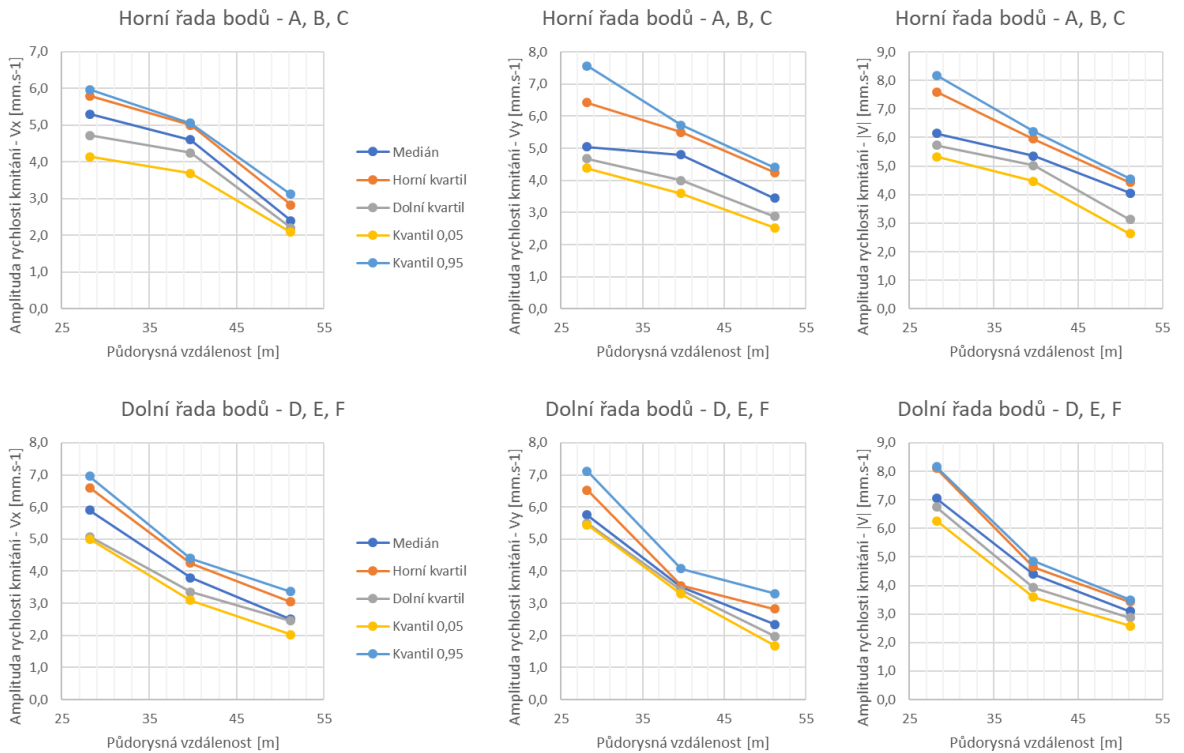 Horní řada bodů - A, B, C
Amplituda rychlosti kmitání - Vx [mm.s-1]
7,0
6,0
5,0
4,0
3,0
2,0
1,0
0,0
25
35
45
55
Půdorysná vzdálenost [m]
Medián
Horní kvartil
Dolní kvartil
Kvantil 0,05
Kvantil 0,95
Horní řada bodů - A, B, C
Amplituda rychlosti kmitání - Vy [mm.s-1]
8,0
7,0
6,0
5,0
4,0
3,0
2,0
1,0
0,0
25
35
45
55
Půdorysná vzdálenost [m]
Horní řada bodů - A, B, C
Amplituda rychlosti kmitání - |V| [mm.s-1]
9,0
8,0
7,0
6,0
5,0
4,0
3,0
2,0
1,0
0,0
25
35
45
55
Půdorysná vzdálenost [m]
Dolní řada bodů - D, E, F
Amplituda rychlosti kmitání - Vx [mm.s-1]
8,0
7,0
6,0
5,0
4,0
3,0
2,0
1,0
0,0
25
35
45
55
Půdorysná vzdálenost [m]
Medián
Horní kvartil
Dolní kvartil
Kvantil 0,05
Kvantil 0,95
Dolní řada bodů - D, E, F
Amplituda rychlosti kmitání - Vy [mm.s-1]
8,0
7,0
6,0
5,0
4,0
3,0
2,0
1,0
0,0
25
35
45
55
Půdorysná vzdálenost [m]
Dolní řada bodů - D, E, F
Amplituda rychlosti kmitání - |V| [mm.s-1]
9,0
8,0
7,0
6,0
5,0
4,0
3,0
2,0
1,0
0,0
25
35
45
55
Půdorysná vzdálenost [m]